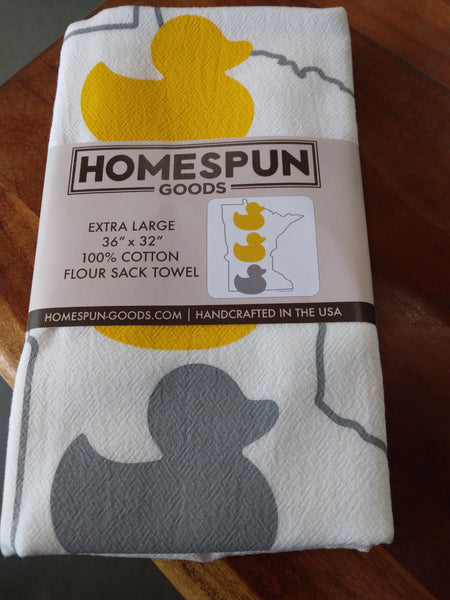 HOMESPUN
GOODS
EXTRA LARGE
36" x 32"
100% COTTON
FLOUR SACK TOWEL
HOMESPUN-GOODS.COM | HANDCRAFTED IN THE USA